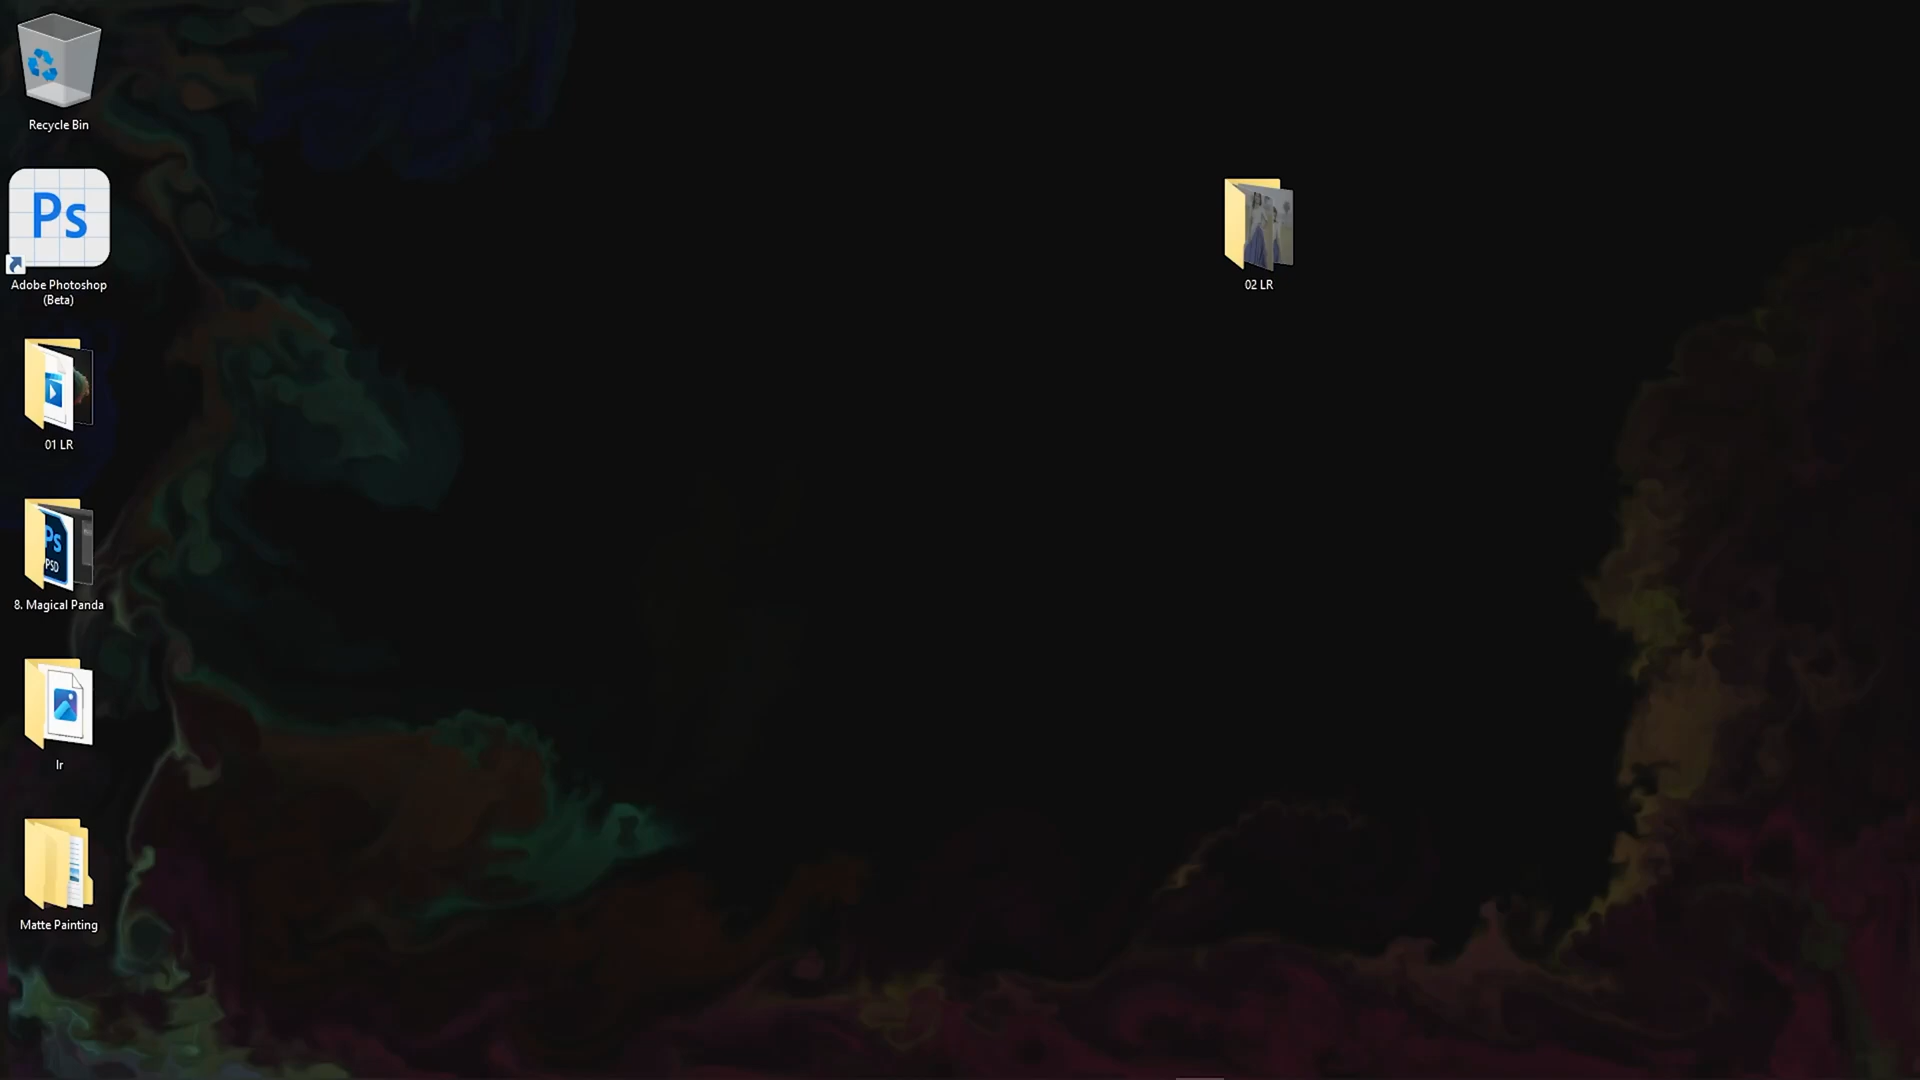 Recycle Bin
Ps
Adobe Photoshop
(Beta)
02 LR
01 LR
Ps
PSD
8. Magical Panda
lr
Matte Painting